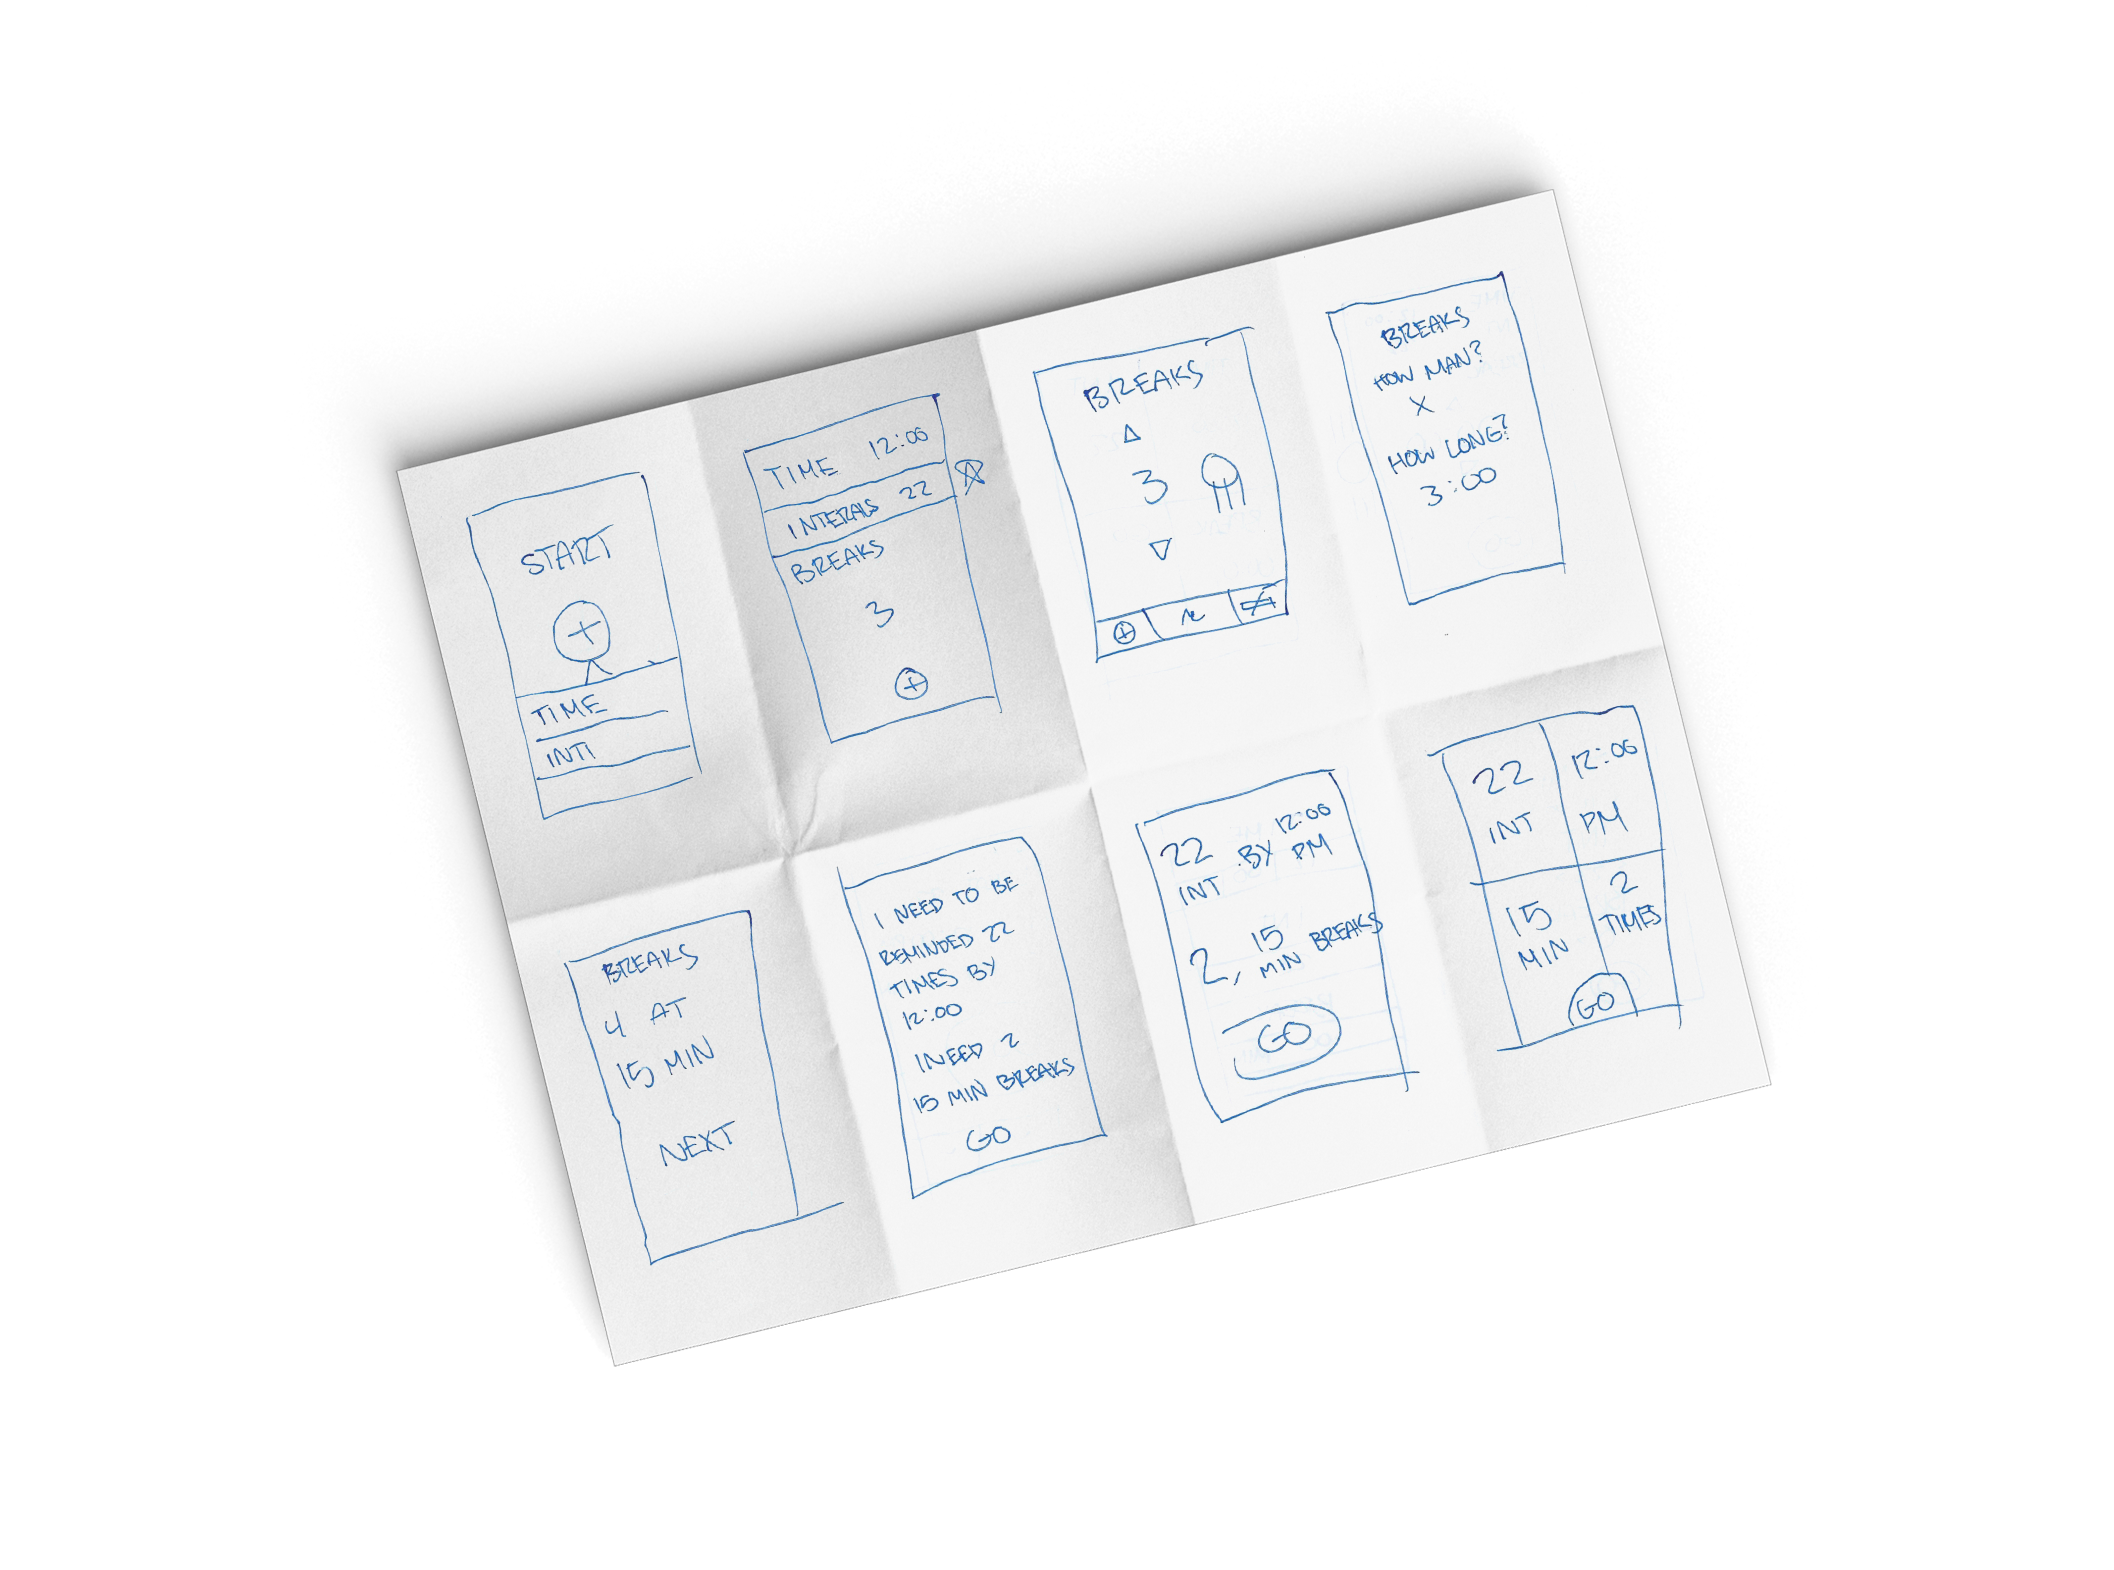 START
TIME
INTI
TIME 12:00
INTERALS 22
BREAKS
3
BREAKS
3
BREAKS
HOW MAN?
X
HOW LONG?
3:00
BREAKS
4 AT
15 MIN
NEXT
I NEED TO BE
REMINDED 22
TIMES BY
12:00
I NEED 2
15 MIN BREAKS
GO
22 12:00
INT BY PM
2, 15
MIN BREAKS
GO
22 12:00
INT PM
15 2
MIN TIMES
GO